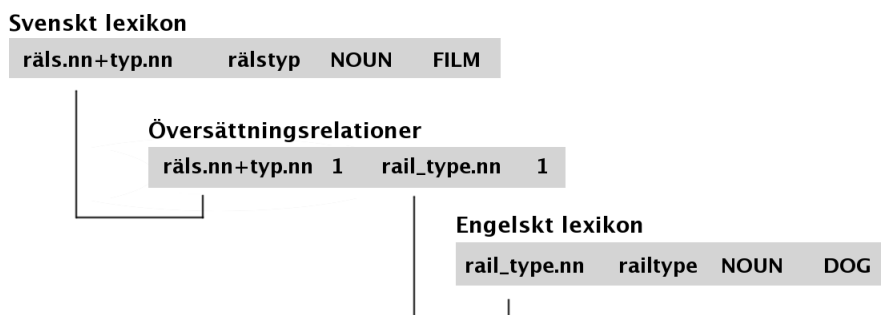 Svenskt lexikon
räls.nn+typ.nn rälstyp NOUN FILM
Översättningsrelationer
räls.nn+typ.nn 1 rail_type.nn 1
Engelskt lexikon
rail_type.nn railtype NOUN DOG